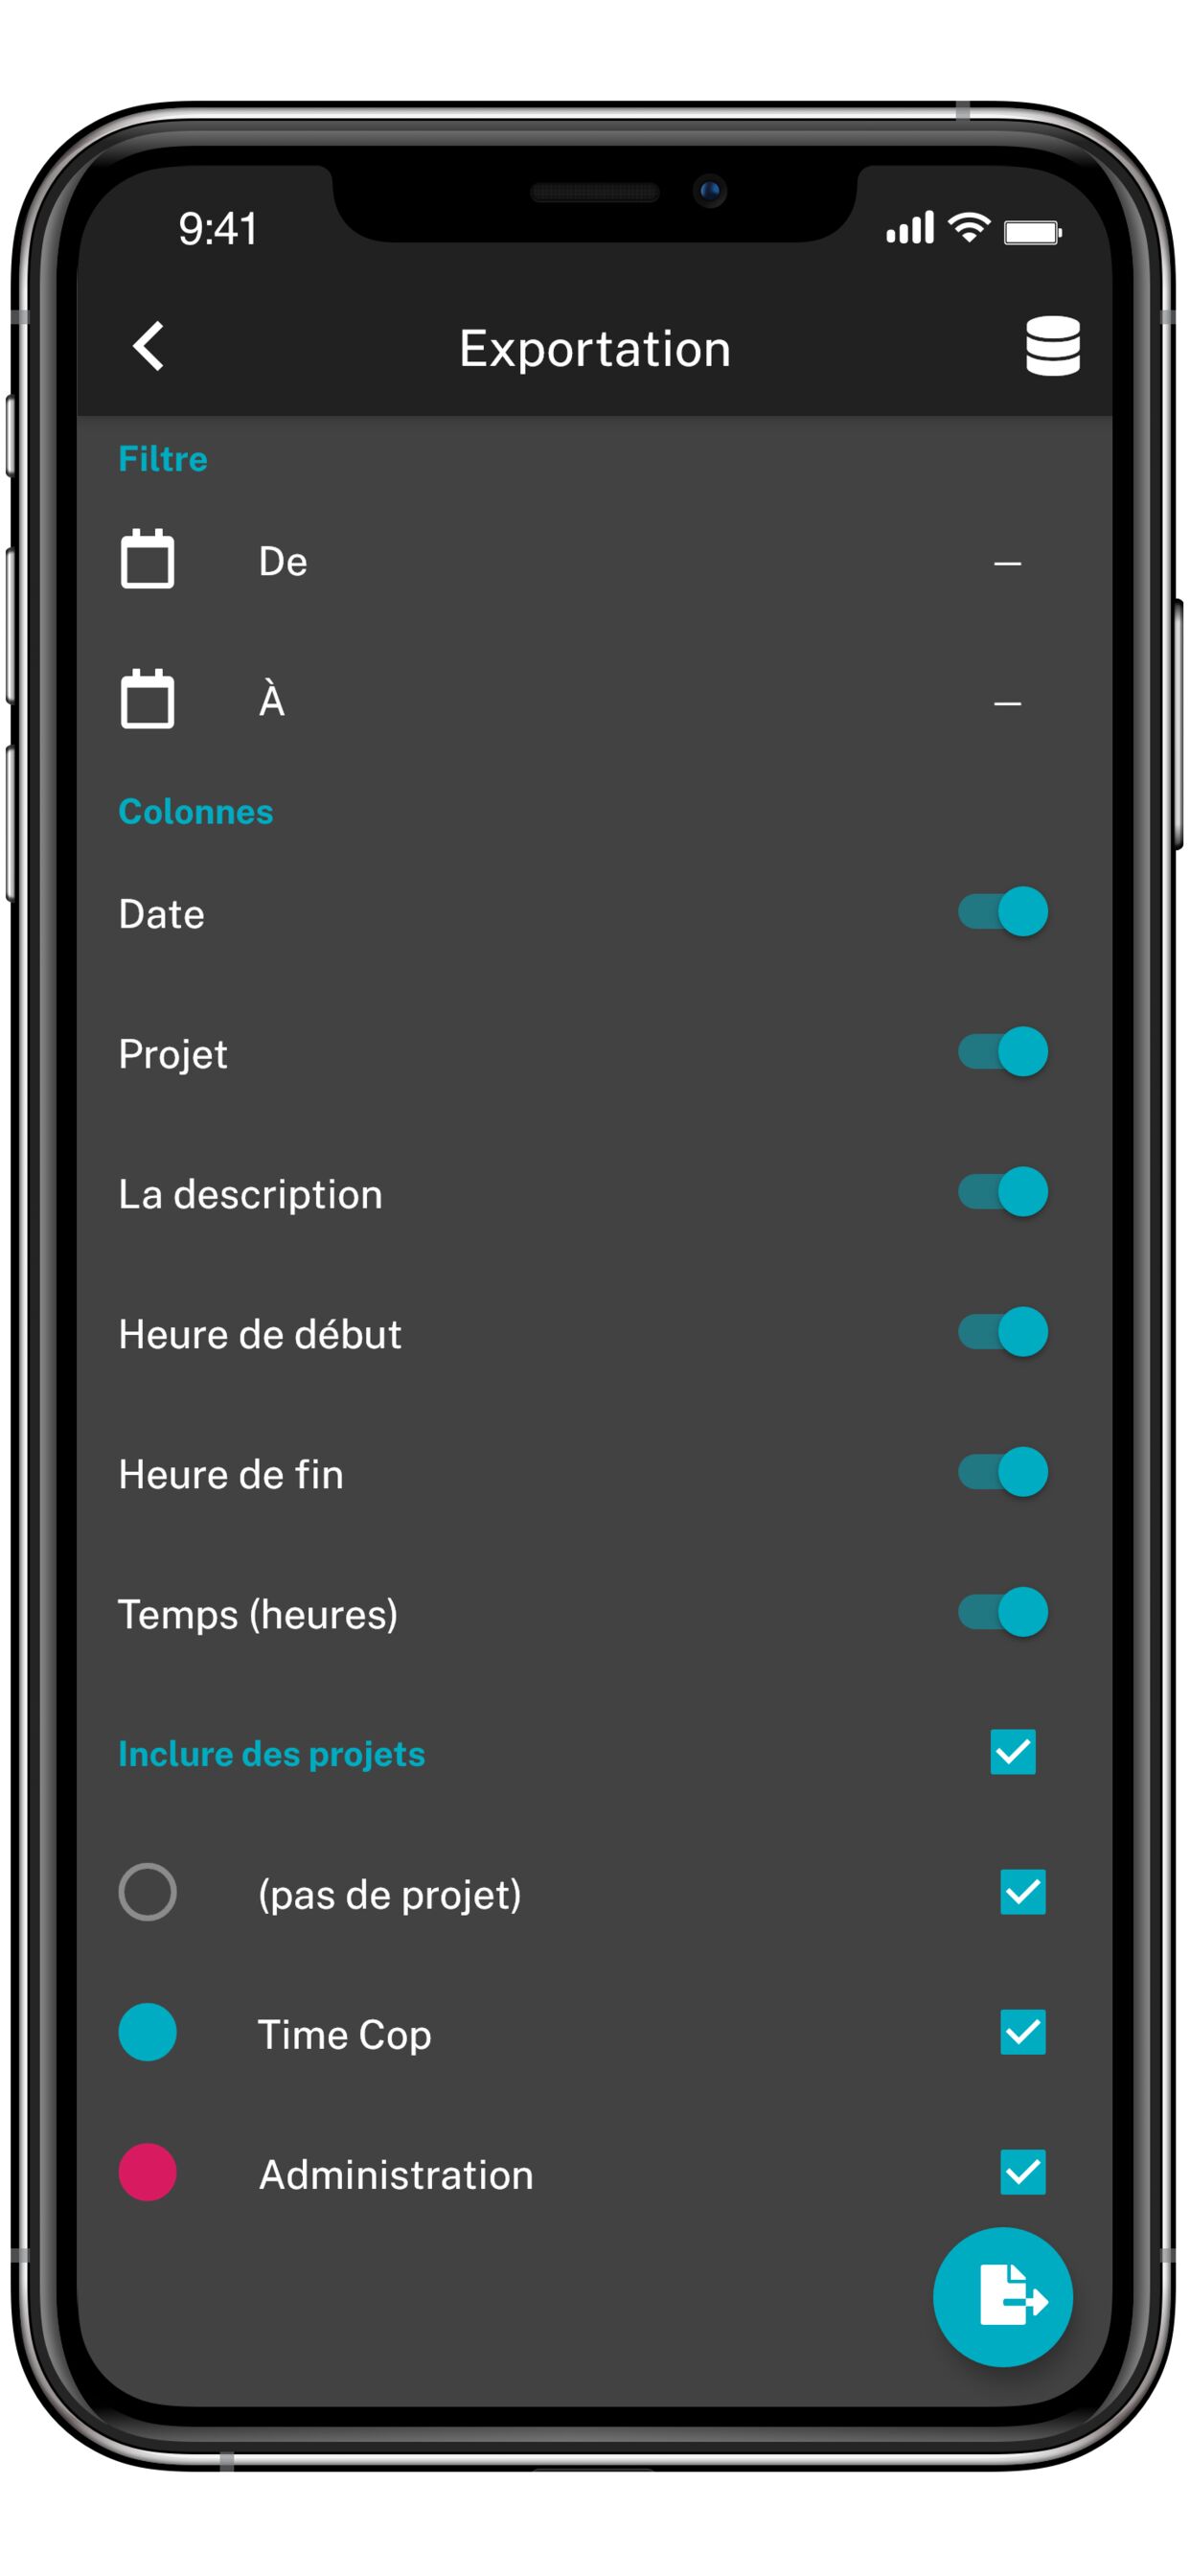 9:41
Exportation
Filtre
De –
À –
Colonnes
Date
Projet
La description
Heure de début
Heure de fin
Temps (heures)
Inclure des projets
(pas de projet)
Time Cop
Administration